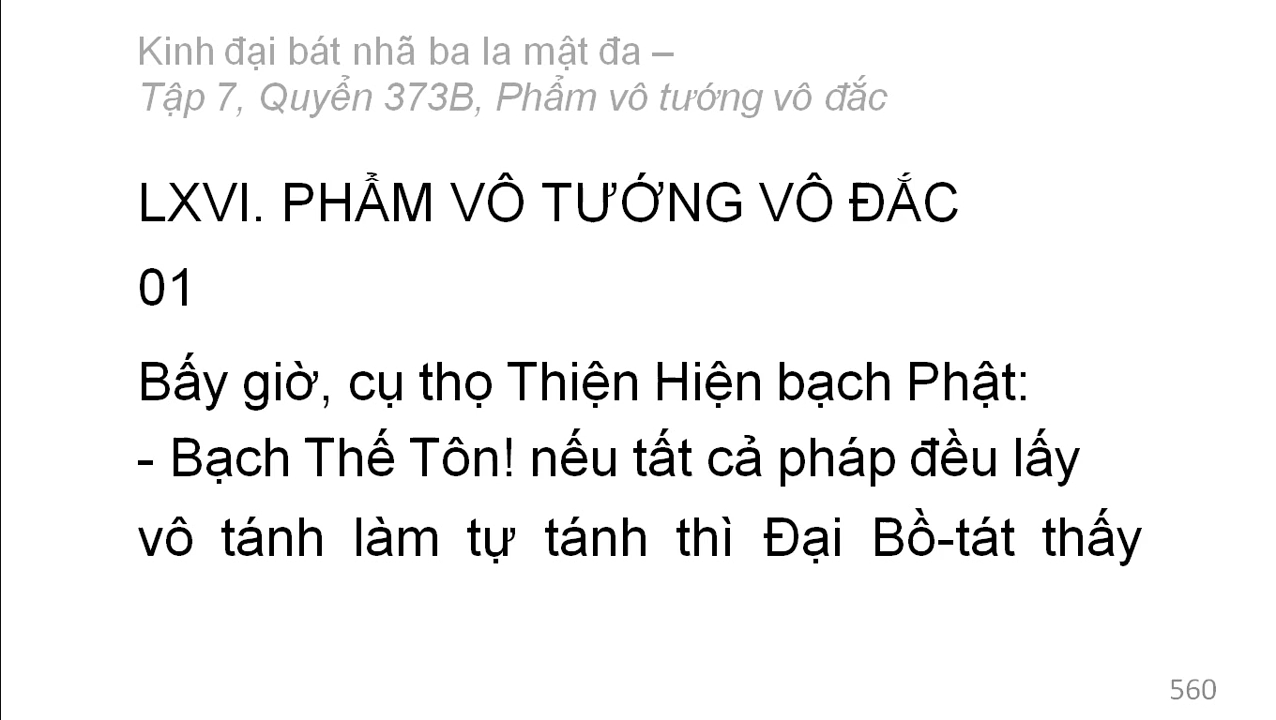 Kinh đại bát nhã ba la mật đa –
Tập 7, Quyển 373B, Phẩm vô tướng vô đắc
LXVI. PHẨM VÔ TƯỚNG VÔ ĐẮC
01
Bấy giờ, cụ thọ Thiện Hiện bạch Phật:
- Bạch Thế Tôn! nếu tất cả pháp đều lấy
vô tánh làm tự tánh thì Đại Bồ-tát thấy
560